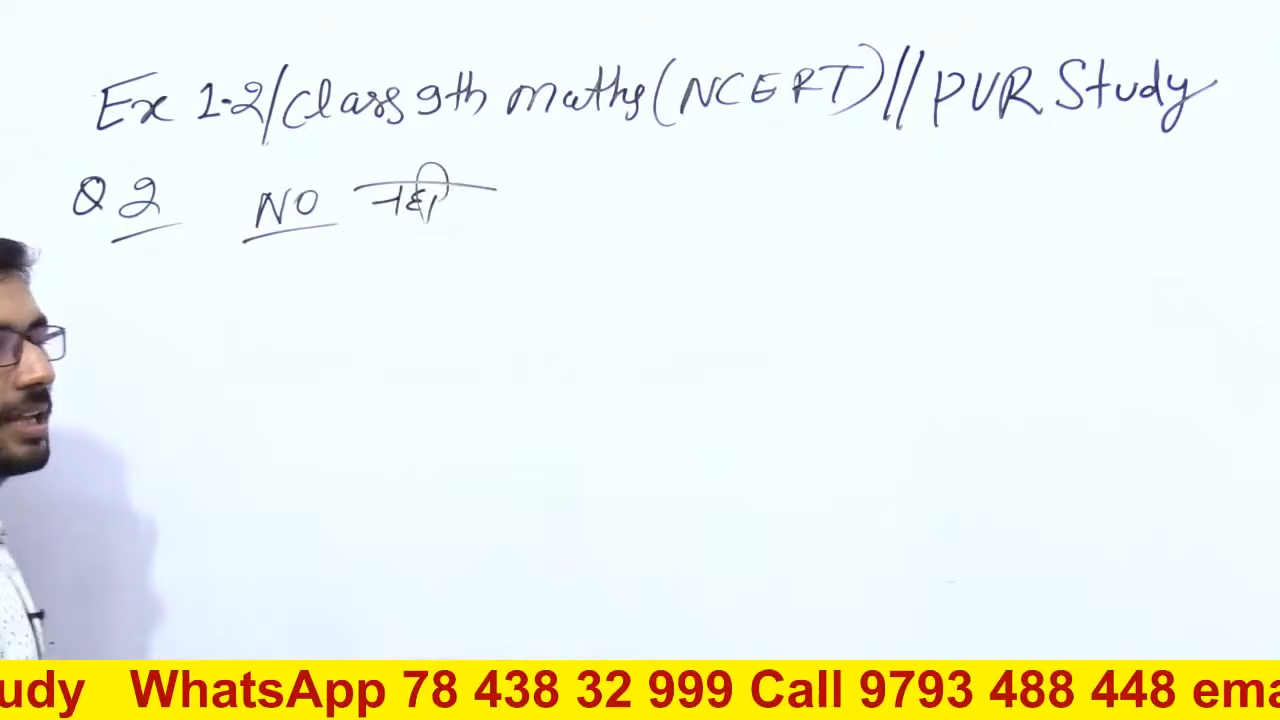 Ex 1.2/Class 9th maths (NCERT)//PUR Study
Q 2 NO नही
udy WhatsApp 78 438 32 999 Call 9793 488 448 ema